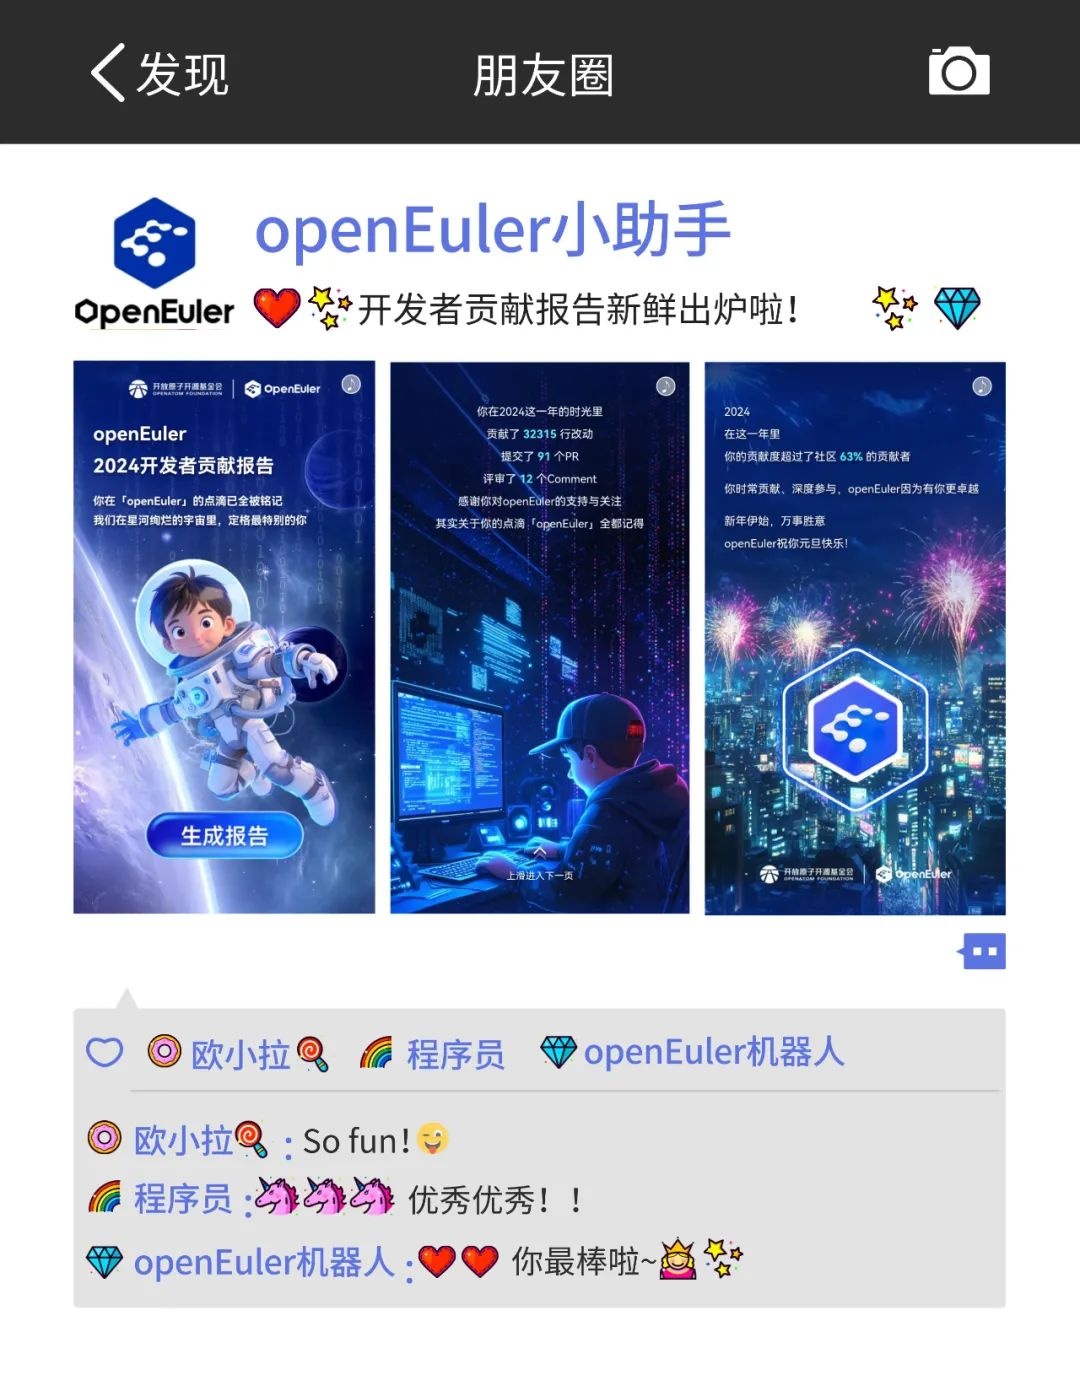 发现
朋友圈
openEuler小助手
OpenEuler
开发者贡献报告新鲜出炉啦！
开放原子开源基金会
OPENATOM FOUNDATION
OpenEuler
openEuler
2024开发者贡献报告
你在「openEuler」的点滴已全被铭记
我们在星河绚烂的宇宙里，定格最特别的你
生成报告
你在2024这一年的时光里
贡献了 32315 行改动
提交了 91 个PR
评审了 12 个Comment
感谢你对openEuler的支持与关注
其实关于你的点滴「openEuler」全都记得
上滑进入下一页
2024
在这一年里
你的贡献度超过了社区 63% 的贡献者
你时常贡献、深度参与，openEuler因为有你更卓越
新年伊始，万事胜意
openEuler祝你元旦快乐！
开放原子开源基金会
OPENATOM FOUNDATION
OpenEuler
欧小拉 程序员 openEuler机器人
欧小拉：So fun！
程序员：优秀优秀！！
openEuler机器人：你最棒啦~